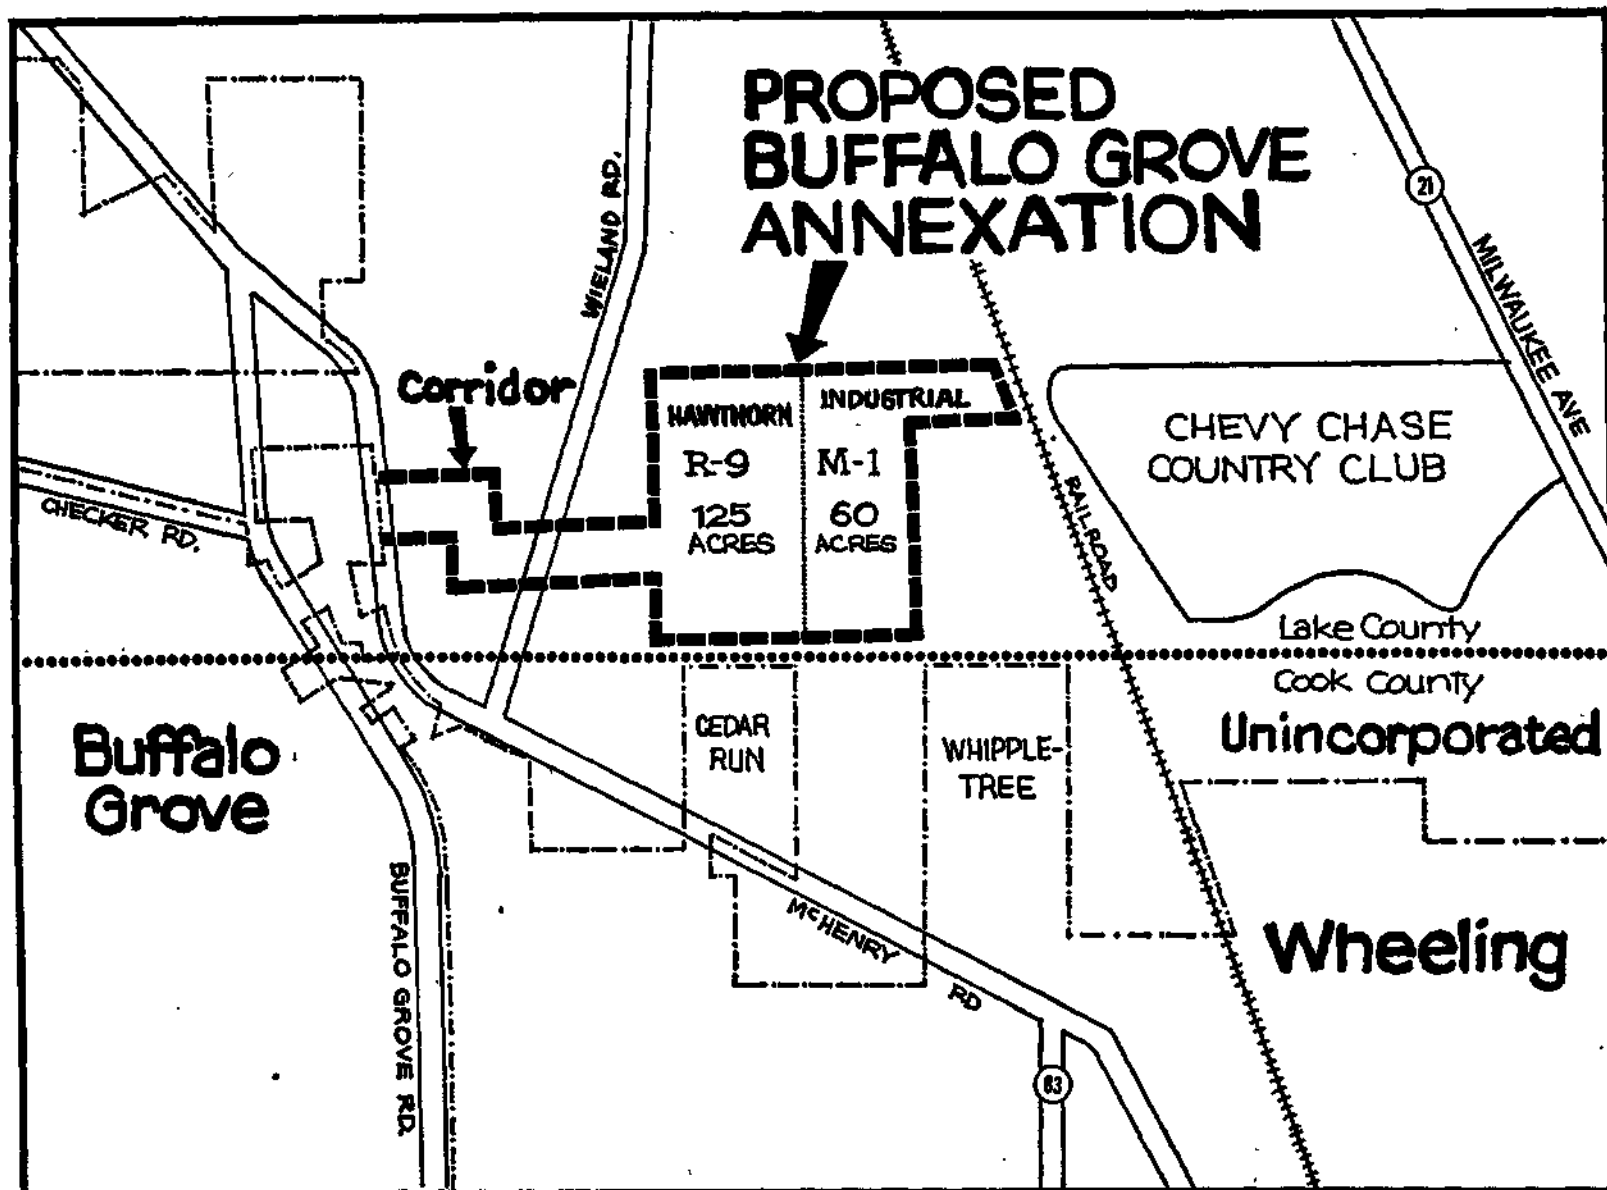 PROPOSED
BUFFALO GROVE
ANNEXATION
21
MILWAUKEE AVE
WIELAND RD.
Corridor
HAWTHORN
R-9
125
ACRES
INDUSTRIAL
M-1
60
ACRES
CHEVY CHASE
COUNTRY CLUB
RAILROAD
CHECKER RD.
Lake County
Cook County
Unincorporated
Buffalo
Grove
CEDAR
RUN
WHIPPLE-
TREE
BUFFALO GROVE RD.
McHENRY
RD
Wheeling
83